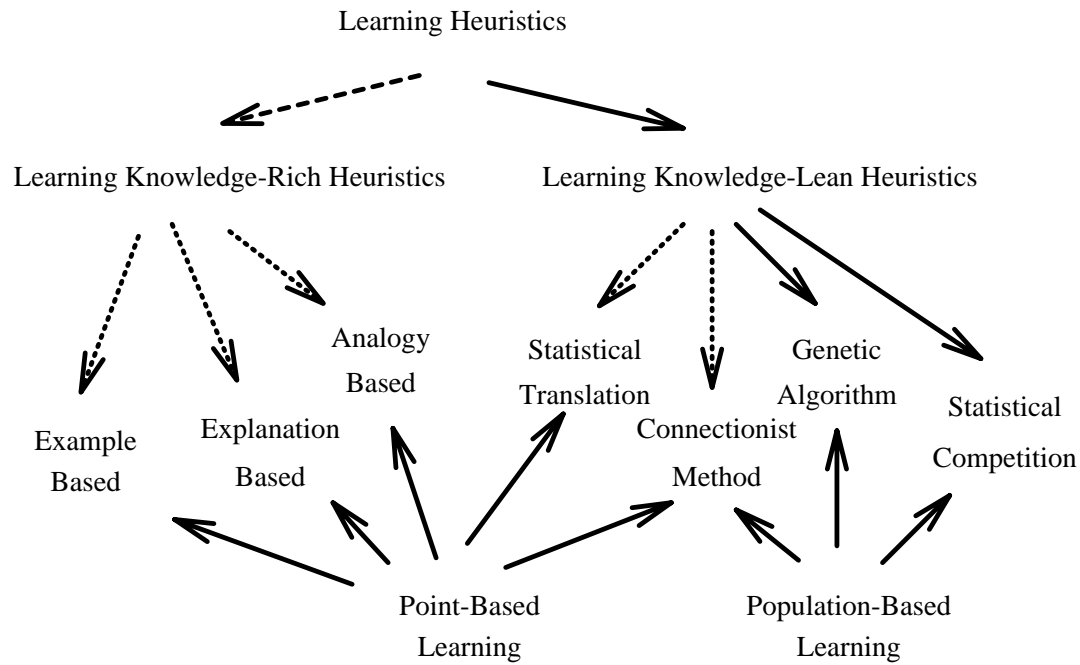 Learning Heuristics
Learning Knowledge-Rich Heuristics
Learning Knowledge-Lean Heuristics
Analogy
Based
Statistical
Translation
Genetic
Algorithm
Example
Based
Explanation
Based
Connectionist
Method
Statistical
Competition
Point-Based
Learning
Population-Based
Learning